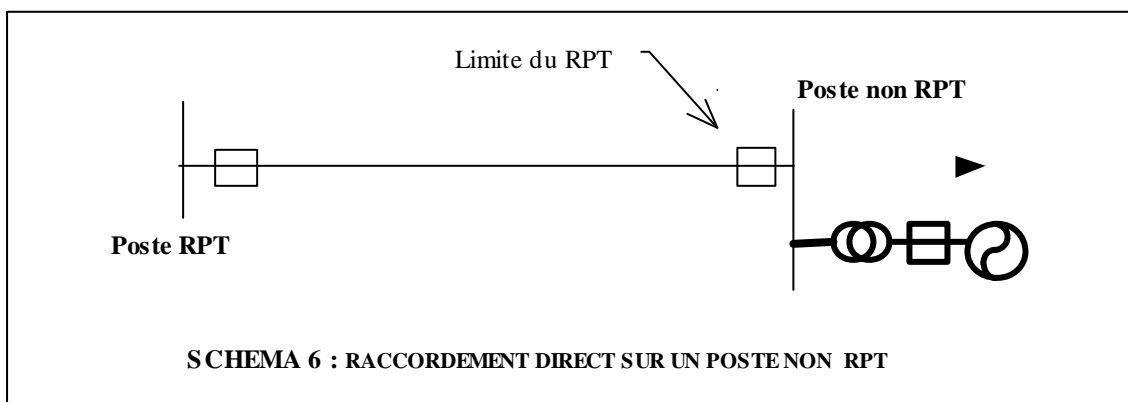 Limite du RPT
Poste non RPT
Poste RPT
SCHEMA 6 : RACCORDEMENT DIRECT SUR UN POSTE NON RPT